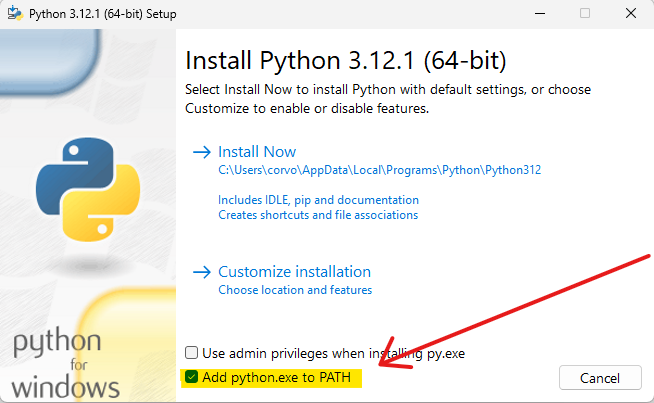 Python 3.12.1 (64-bit) Setup
Install Python 3.12.1 (64-bit)
Select Install Now to install Python with default settings, or choose
Customize to enable or disable features.
Install Now
C:\Users\corvo\AppData\Local\Programs\Python\Python312
Includes IDLE, pip and documentation
Creates shortcuts and file associations
Customize installation
Choose location and features
Use admin privileges when installing py.exe
Add python.exe to PATH
Cancel
python
for
windows